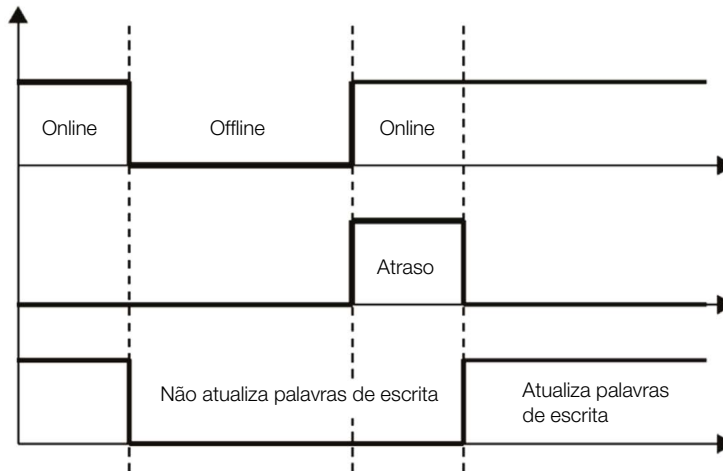 Online
Offline
Online
Atraso
Não atualiza palavras de escrita
Atualiza palavras
de escrita